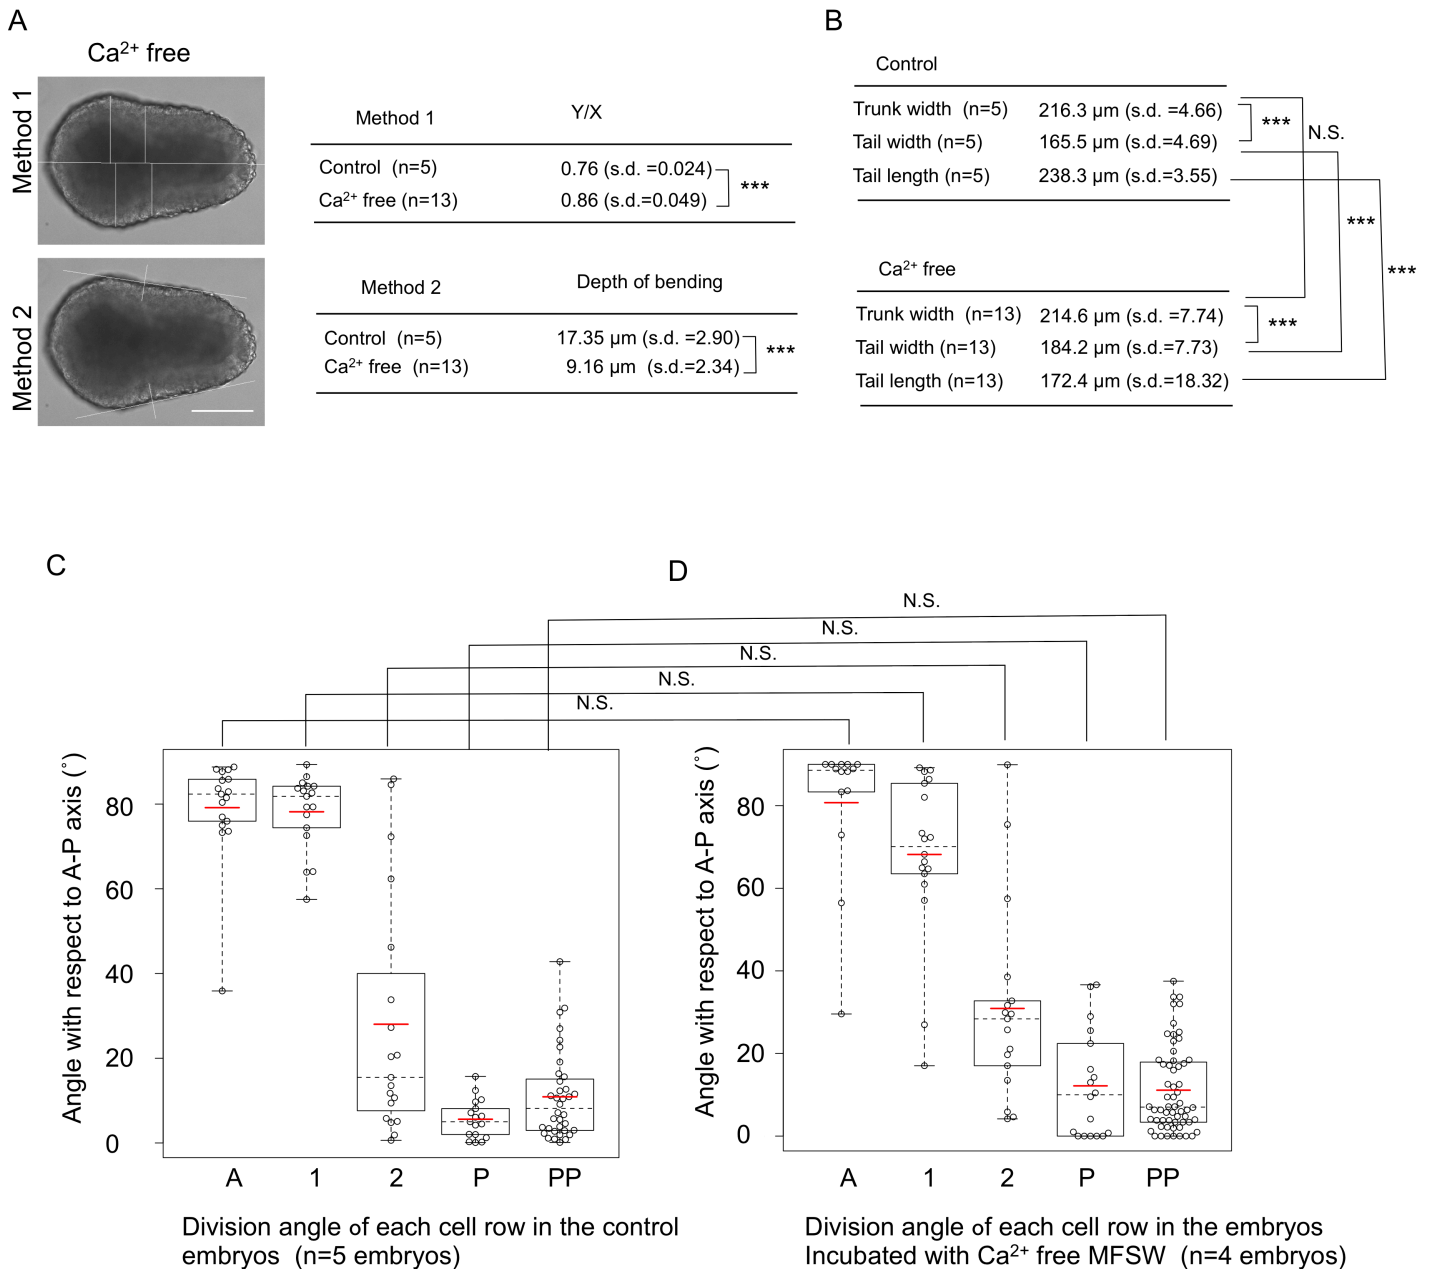 A
Ca²⁺ free
Method 1
Method 2
Method 1 Y/X
Control (n=5) 0.76 (s.d. =0.024)
Ca²⁺ free (n=13) 0.86 (s.d.=0.049)
***
Method 2 Depth of bending
Control (n=5) 17.35 µm (s.d. =2.90)
Ca²⁺ free (n=13) 9.16 µm (s.d.=2.34)
***
B
Control
Trunk width (n=5) 216.3 µm (s.d. =4.66)
Tail width (n=5) 165.5 µm (s.d.=4.69)
Tail length (n=5) 238.3 µm (s.d.=3.55)
***
N.S.
***
***
Ca²⁺ free
Trunk width (n=13) 214.6 µm (s.d. =7.74)
Tail width (n=13) 184.2 µm (s.d.=7.73)
Tail length (n=13) 172.4 µm (s.d.=18.32)
***
C
D
N.S.
N.S.
N.S.
N.S.
N.S.
Angle with respect to A-P axis (˚)
80
60
40
20
0
A 1 2 P PP
Division angle of each cell row in the control
embryos (n=5 embryos)
Angle with respect to A-P axis (˚)
80
60
40
20
0
A 1 2 P PP
Division angle of each cell row in the embryos
Incubated with Ca²⁺ free MFSW (n=4 embryos)